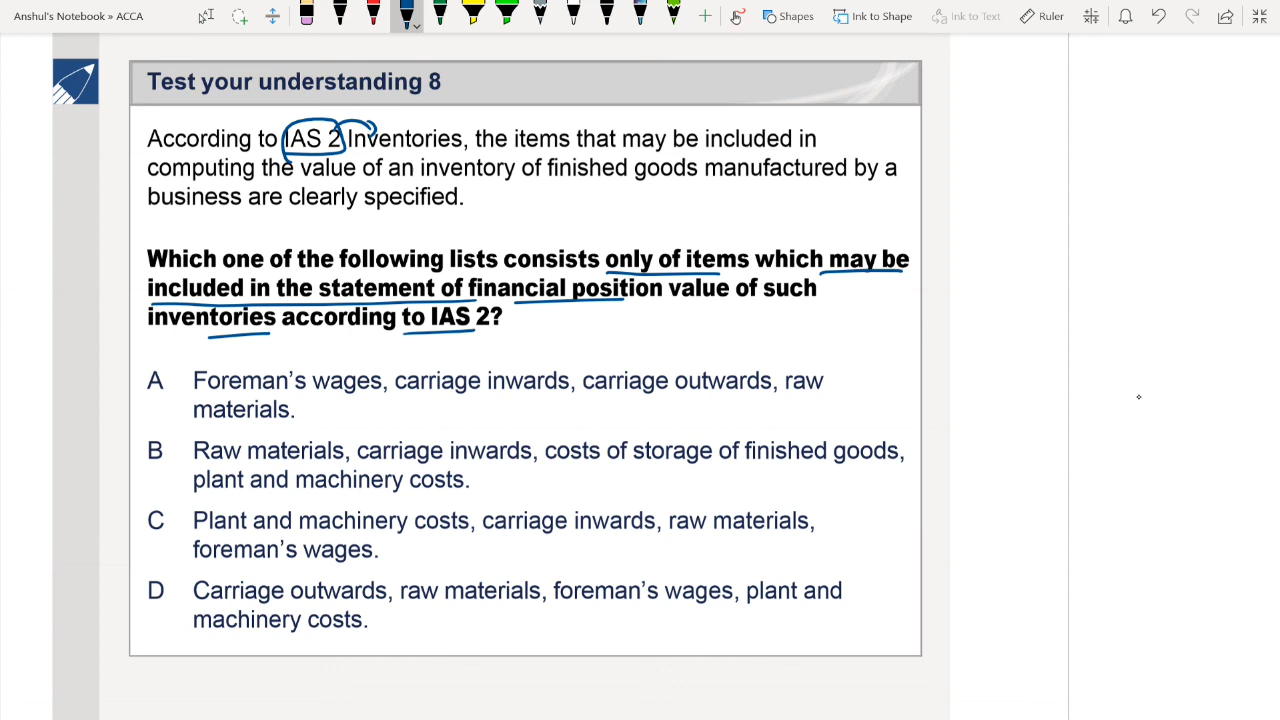 Anshul's Notebook » ACCA
Shapes
Ink to Shape
Ink to Text
Ruler
Test your understanding 8
According to IAS 2 Inventories, the items that may be included in
computing the value of an inventory of finished goods manufactured by a
business are clearly specified.
Which one of the following lists consists only of items which may be
included in the statement of financial position value of such
inventories according to IAS 2?
A Foreman's wages, carriage inwards, carriage outwards, raw
materials.
B Raw materials, carriage inwards, costs of storage of finished goods,
plant and machinery costs.
C Plant and machinery costs, carriage inwards, raw materials,
foreman's wages.
D Carriage outwards, raw materials, foreman's wages, plant and
machinery costs.